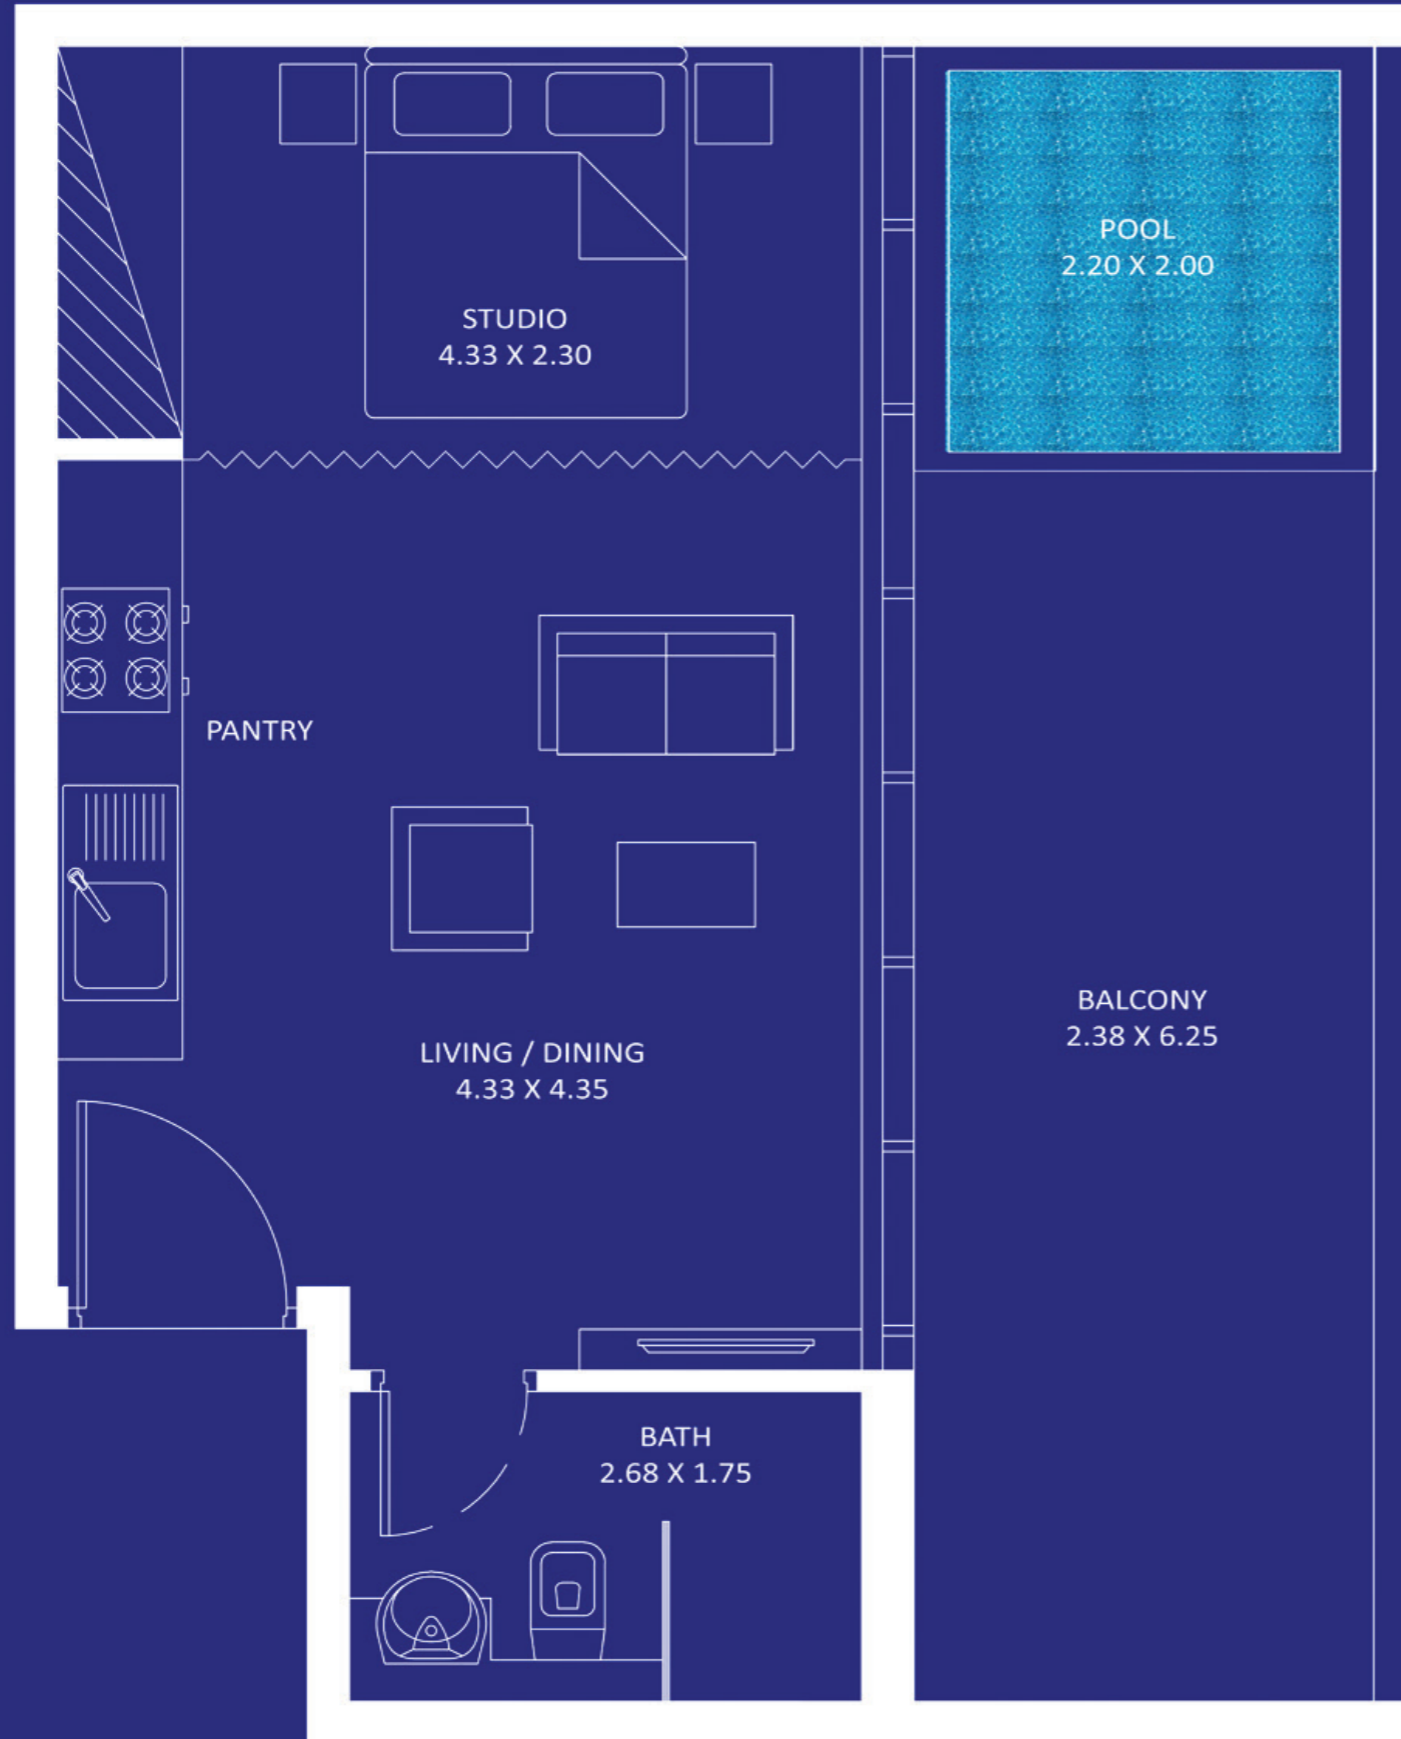 POOL
2.20 X 2.00
STUDIO
4.33 X 2.30
PANTRY
BALCONY
2.38 X 6.25
LIVING / DINING
4.33 X 4.35
BATH
2.68 X 1.75